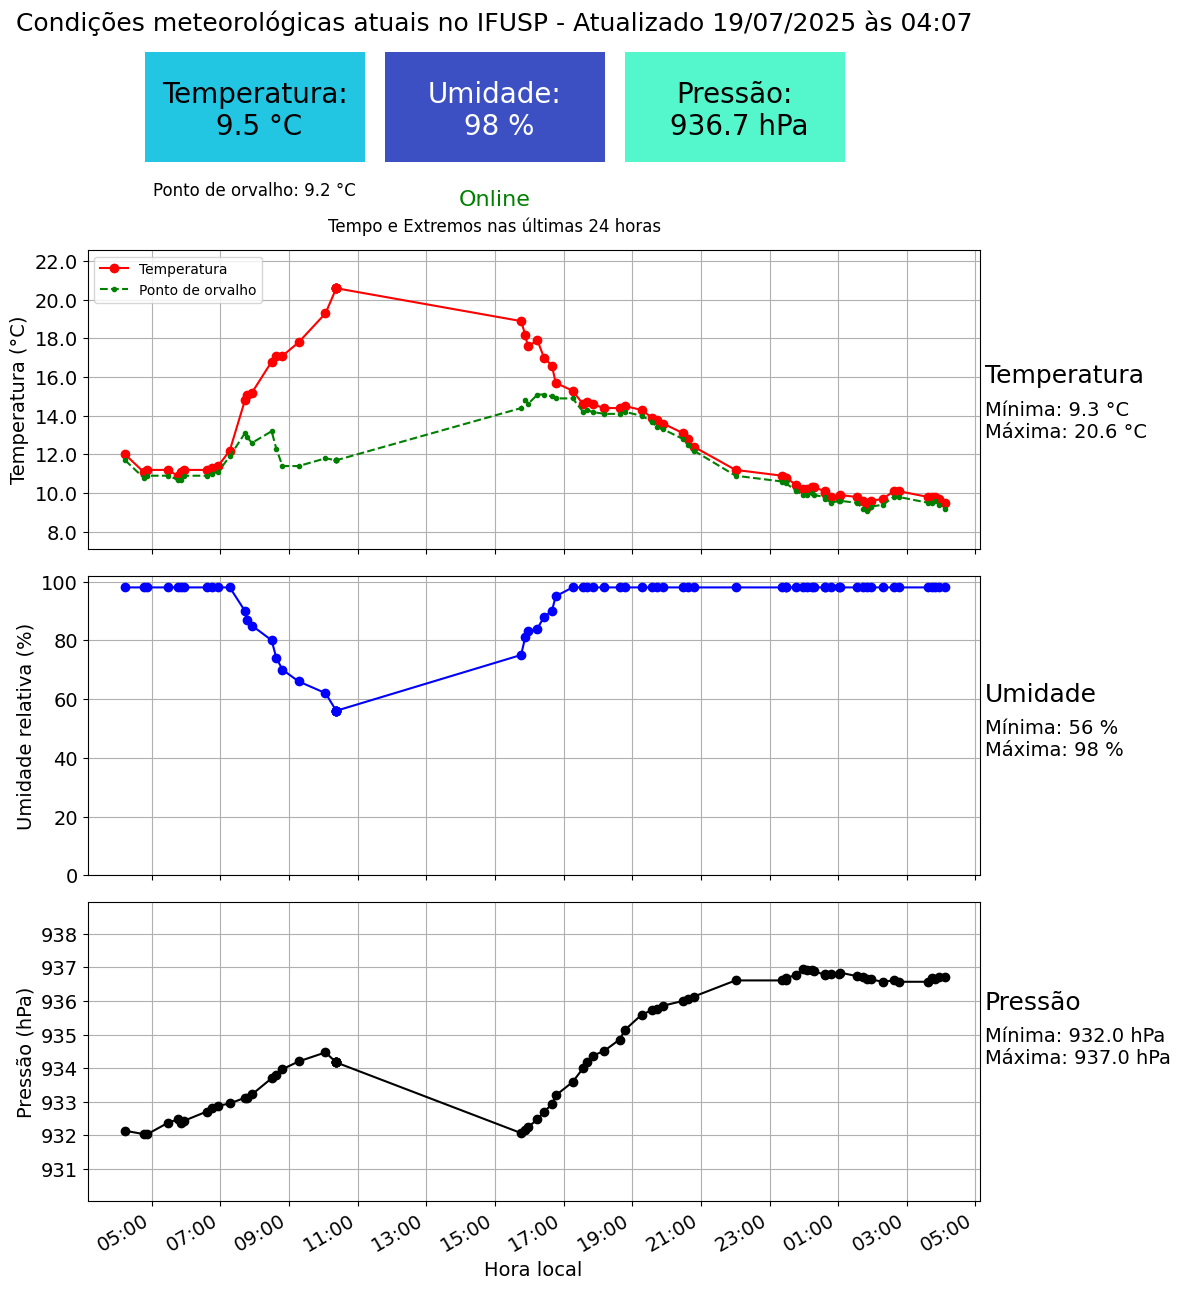 Condições meteorológicas atuais no IFUSP - Atualizado 19/07/2025 às 04:07
Temperatura:
9.5 °C
Umidade:
98 %
Pressão:
936.7 hPa
Ponto de orvalho: 9.2 °C
Online
Tempo e Extremos nas últimas 24 horas
Temperatura
Ponto de orvalho
Temperatura (°C)
22.0
20.0
18.0
16.0
14.0
12.0
10.0
8.0
Temperatura
Mínima: 9.3 °C
Máxima: 20.6 °C
Umidade relativa (%)
100
80
60
40
20
0
Umidade
Mínima: 56 %
Máxima: 98 %
Pressão (hPa)
938
937
936
935
934
933
932
931
Pressão
Mínima: 932.0 hPa
Máxima: 937.0 hPa
05:00
07:00
09:00
11:00
13:00
15:00
17:00
19:00
21:00
23:00
01:00
03:00
05:00
Hora local